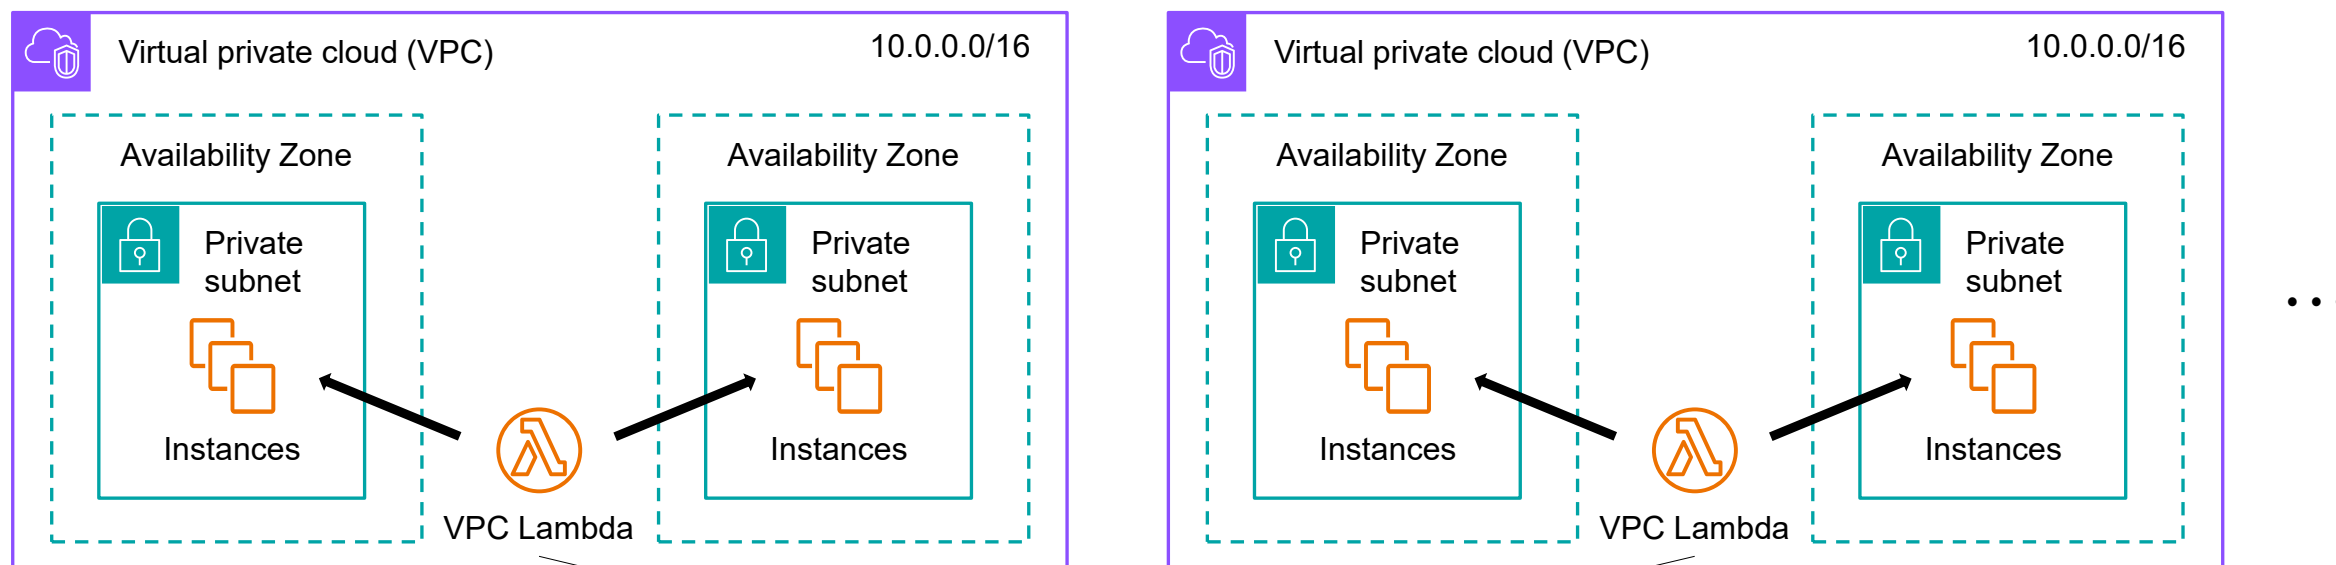 Virtual private cloud (VPC)
10.0.0.0/16
Availability Zone
Private
subnet
Instances
Availability Zone
Private
subnet
Instances
VPC Lambda
Virtual private cloud (VPC)
10.0.0.0/16
Availability Zone
Private
subnet
Instances
Availability Zone
Private
subnet
Instances
VPC Lambda